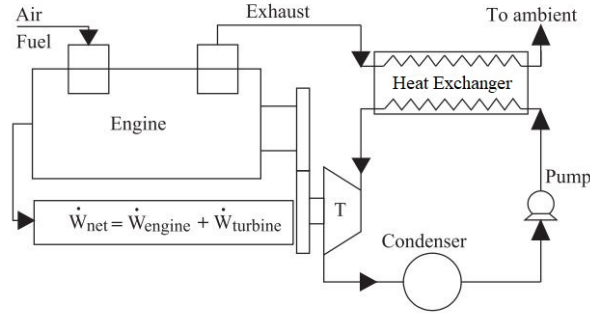 Air
Fuel
Exhaust
To ambient
Heat Exchanger
Engine
Pump
T
Ẇnet = Ẇengine + Ẇturbine
Condenser